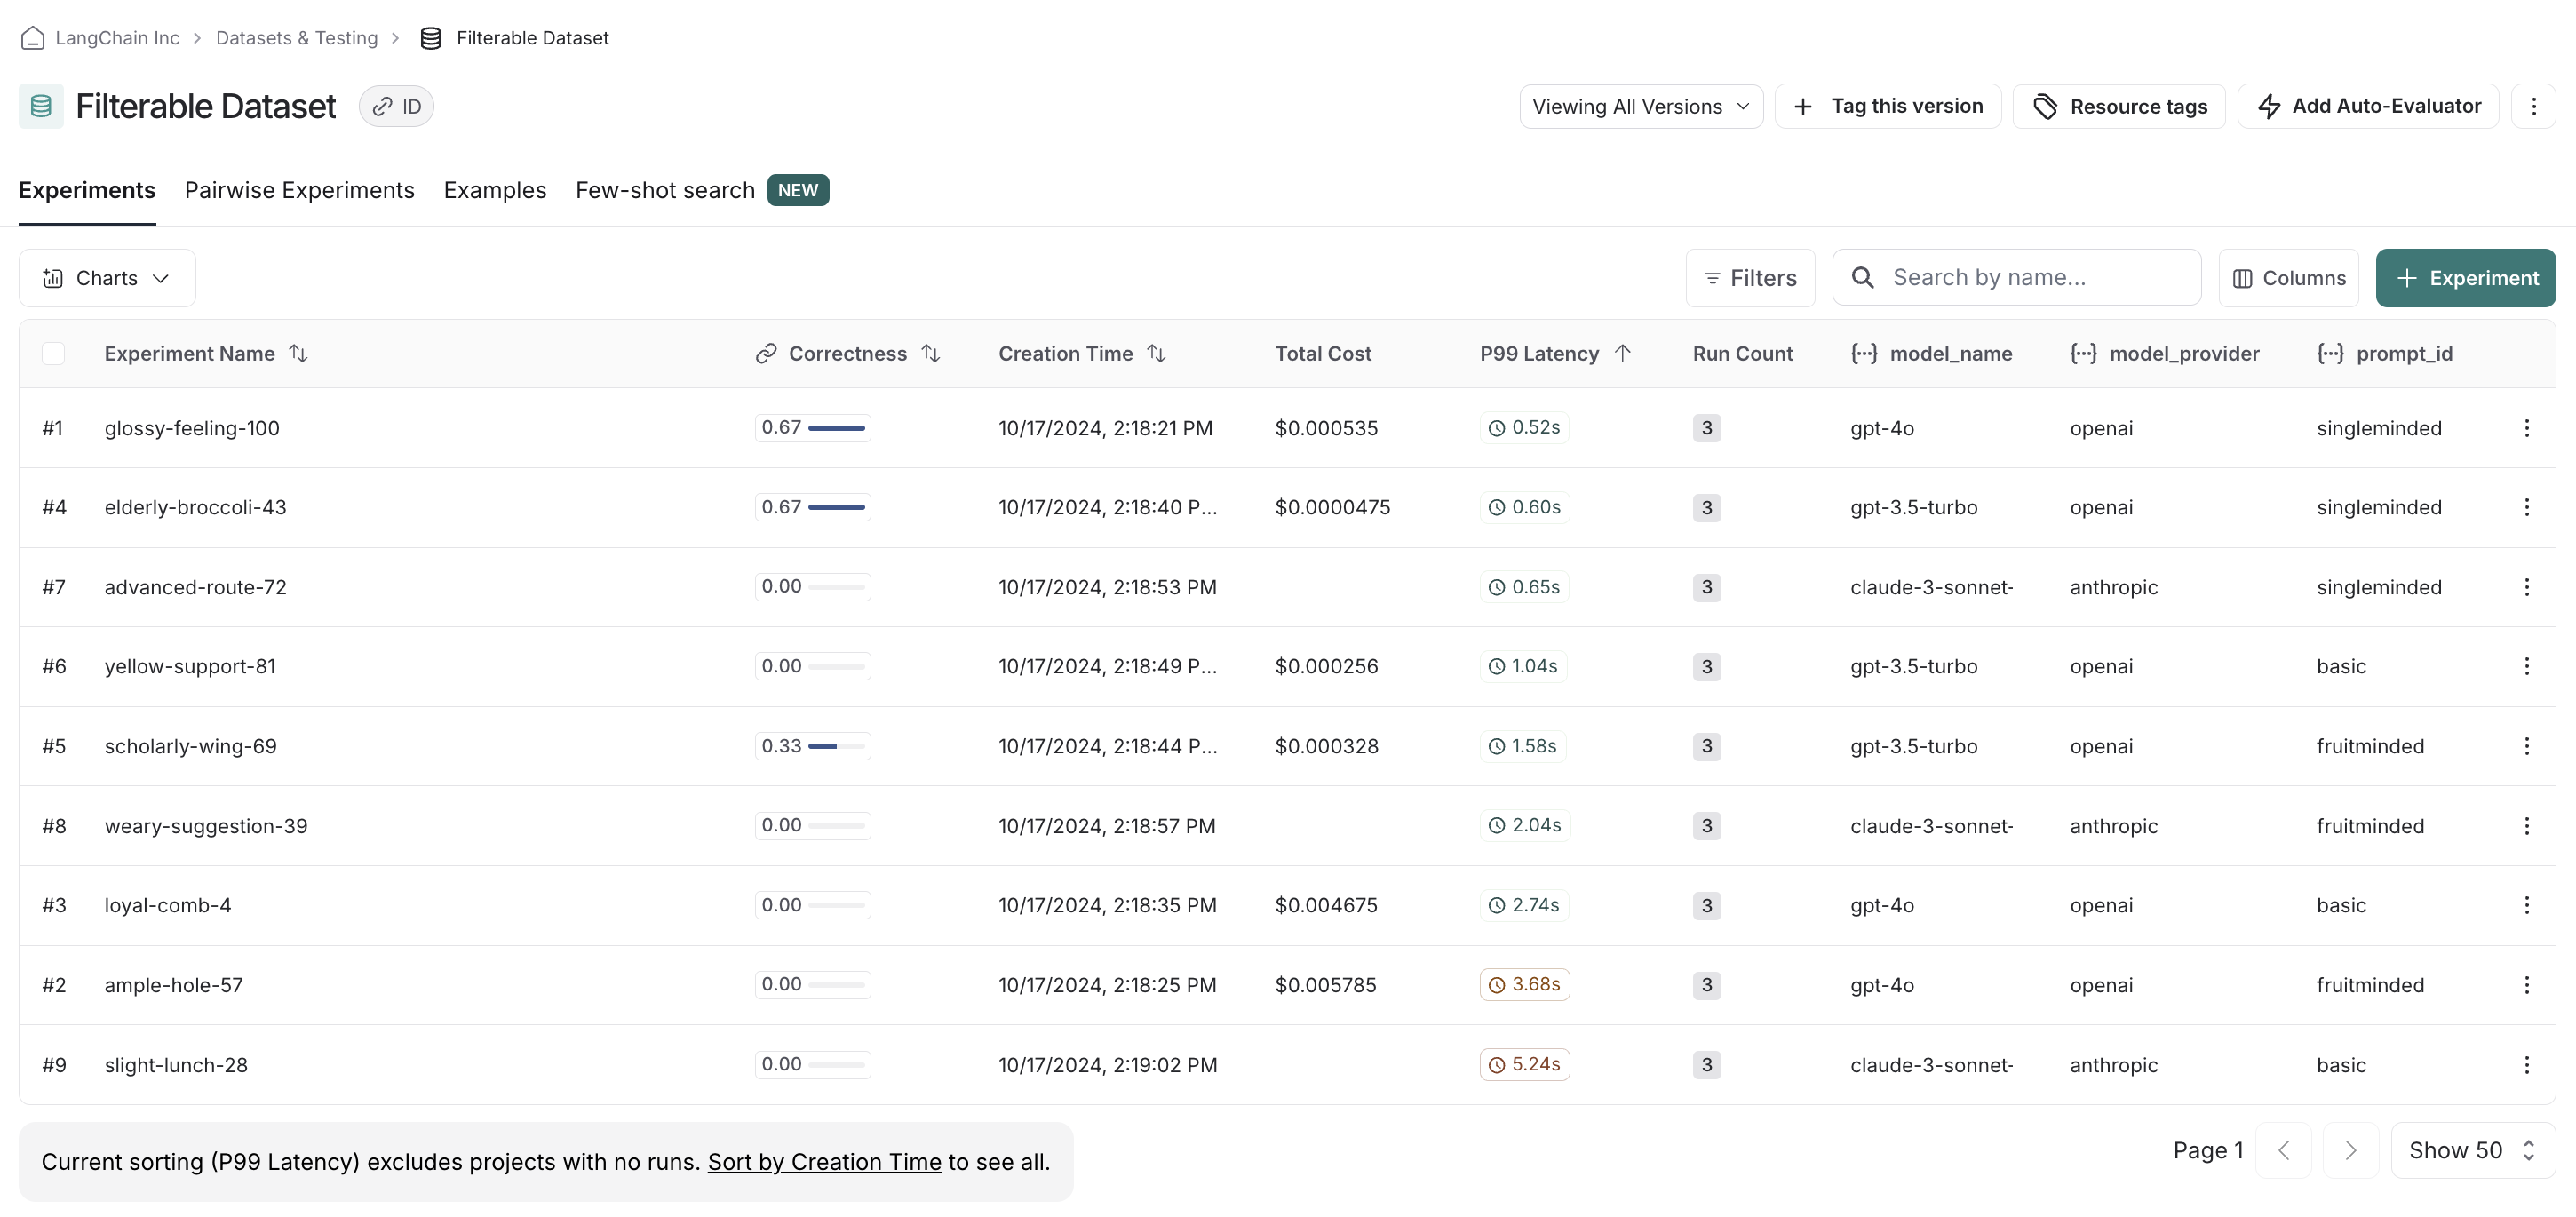 LangChain Inc > Datasets & Testing > Filterable Dataset
Filterable Dataset ID Viewing All Versions + Tag this version Resource tags Add Auto-Evaluator
Experiments Pairwise Experiments Examples Few-shot search NEW
Charts Filters Search by name... Columns + Experiment
Experiment Name Correctness Creation Time Total Cost P99 Latency Run Count model_name model_provider prompt_id
#1 glossy-feeling-100 0.67 10/17/2024, 2:18:21 PM $0.000535 0.52s 3 gpt-4o openai singleminded
#4 elderly-broccoli-43 0.67 10/17/2024, 2:18:40 P... $0.0000475 0.60s 3 gpt-3.5-turbo openai singleminded
#7 advanced-route-72 0.00 10/17/2024, 2:18:53 PM 0.65s 3 claude-3-sonnet- anthropic singleminded
#6 yellow-support-81 0.00 10/17/2024, 2:18:49 P... $0.000256 1.04s 3 gpt-3.5-turbo openai basic
#5 scholarly-wing-69 0.33 10/17/2024, 2:18:44 P... $0.000328 1.58s 3 gpt-3.5-turbo openai fruitminded
#8 weary-suggestion-39 0.00 10/17/2024, 2:18:57 PM 2.04s 3 claude-3-sonnet- anthropic fruitminded
#3 loyal-comb-4 0.00 10/17/2024, 2:18:35 PM $0.004675 2.74s 3 gpt-4o openai basic
#2 ample-hole-57 0.00 10/17/2024, 2:18:25 PM $0.005785 3.68s 3 gpt-4o openai fruitminded
#9 slight-lunch-28 0.00 10/17/2024, 2:19:02 PM 5.24s 3 claude-3-sonnet- anthropic basic
Current sorting (P99 Latency) excludes projects with no runs. Sort by Creation Time to see all. Page 1 Show 50